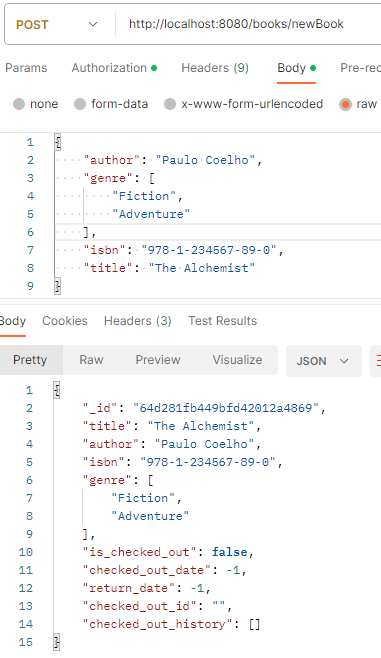 POST http://localhost:8080/books/newBook
Params Authorization Headers (9) Body Pre-req
none form-data x-www-form-urlencoded raw
1 {
2 "author": "Paulo Coelho",
3 "genre": [
4 "Fiction",
5 "Adventure"
6 ],
7 "isbn": "978-1-234567-89-0",
8 "title": "The Alchemist"
9 }
Body Cookies Headers (3) Test Results
Pretty Raw Preview Visualize JSON
1 {
2 "_id": "64d281fb449bfd42012a4869",
3 "title": "The Alchemist",
4 "author": "Paulo Coelho",
5 "isbn": "978-1-234567-89-0",
6 "genre": [
7 "Fiction",
8 "Adventure"
9 ],
10 "is_checked_out": false,
11 "checked_out_date": -1,
12 "return_date": -1,
13 "checked_out_id": "",
14 "checked_out_history": []
15 }